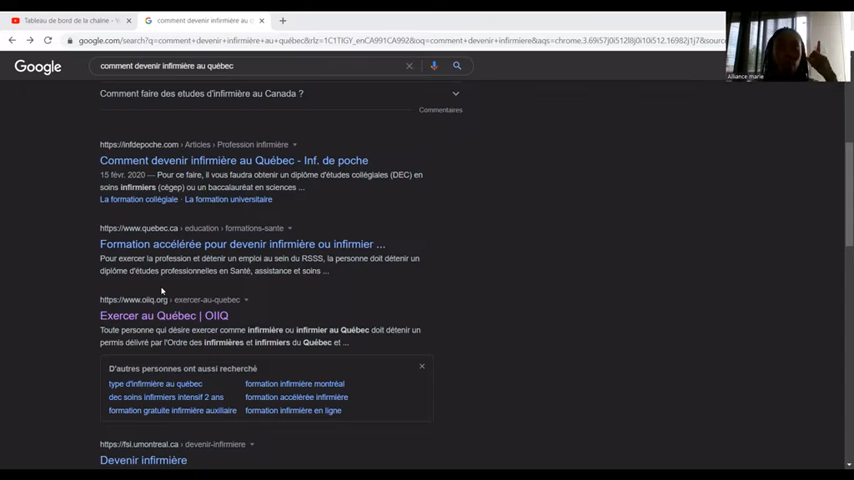 Tableau de bord de la chaîne -
comment devenir infirmière au q
google.com/search?q=comment+devenir+infirmière+au+québec&rlz=1C1TIGY_enCA991CA992&oq=comment+devenir+infirmiere&aqs=chrome.3.69i57j0i512l8j0i10i512.16982j1j7&sourc
Alliance marie
Google
comment devenir infirmière au québec
Comment faire des etudes d'infirmière au Canada ?
Commentaires
https://infdepoche.com › Articles › Profession infirmière
Comment devenir infirmière au Québec - Inf. de poche
15 févr. 2020 — Pour ce faire, il vous faudra obtenir un diplôme d'études collégiales (DEC) en
soins infirmiers (cégep) ou un baccalauréat en sciences ...
La formation collégiale · La formation universitaire
https://www.quebec.ca › education › formations-sante
Formation accélérée pour devenir infirmière ou infirmier ...
Pour exercer la profession et détenir un emploi au sein du RSSS, la personne doit détenir un
diplôme d'études professionnelles en Santé, assistance et soins ...
https://www.oiiq.org › exercer-au-quebec
Exercer au Québec | OIIQ
Toute personne qui désire exercer comme infirmière ou infirmier au Québec doit détenir un
permis délivré par l'Ordre des infirmières et infirmiers du Québec et ...
D'autres personnes ont aussi recherché
type d'infirmière au québec formation infirmière montréal
dec soins infirmiers intensif 2 ans formation accélérée infirmière
formation gratuite infirmière auxiliaire formation infirmière en ligne
https://fsi.umontreal.ca › devenir-infirmiere
Devenir infirmière